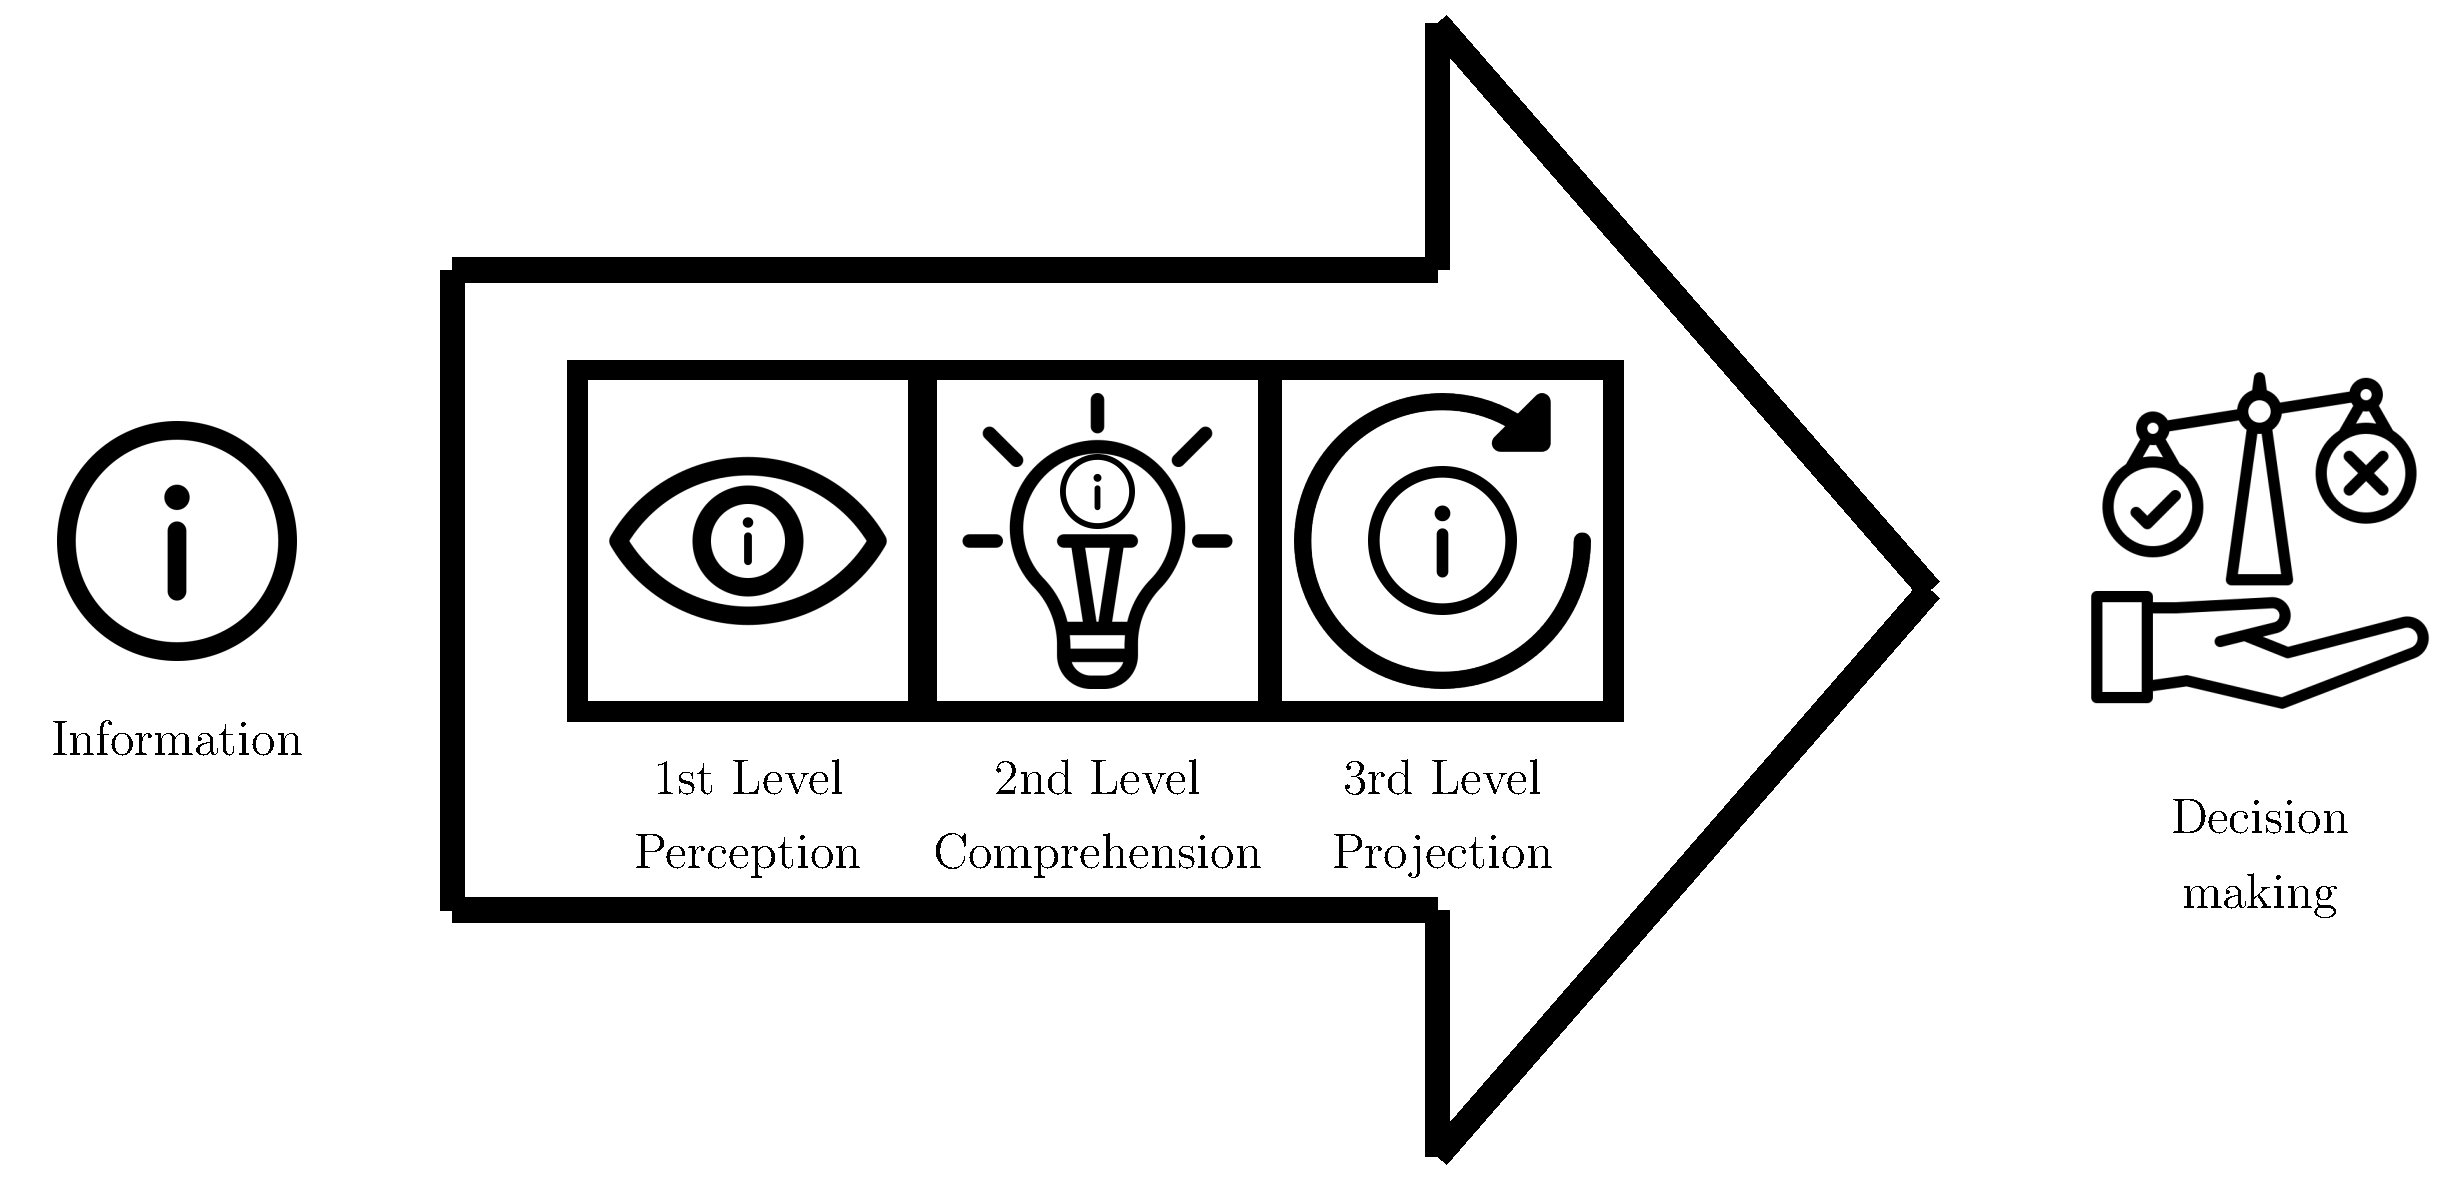 i
Information
i
1st Level
Perception
i
2nd Level
Comprehension
i
3rd Level
Projection
Decision
making